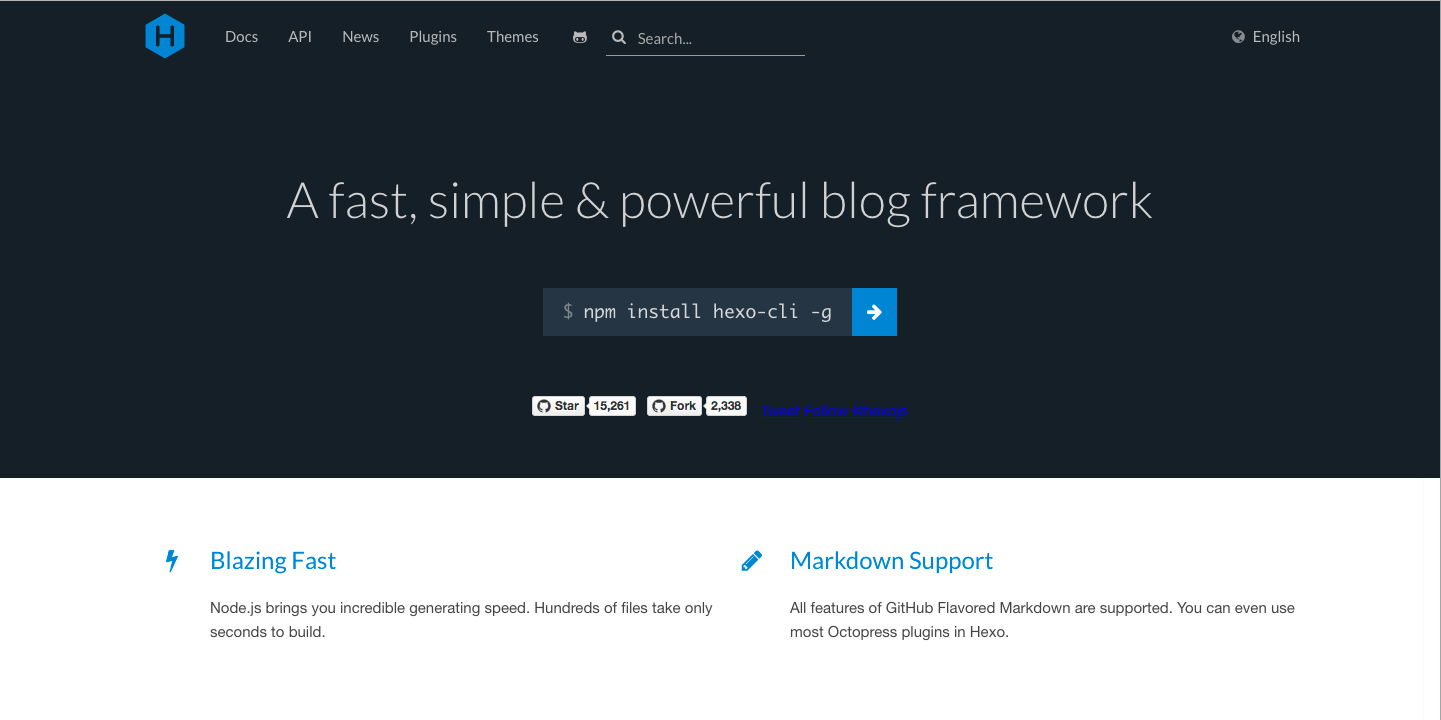 H
Docs API News Plugins Themes Search... English
A fast, simple & powerful blog framework
$ npm install hexo-cli -g
Star 15,261 Fork 2,338 Tweet Follow @hexojs
Blazing Fast
Node.js brings you incredible generating speed. Hundreds of files take only
seconds to build.
Markdown Support
All features of GitHub Flavored Markdown are supported. You can even use
most Octopress plugins in Hexo.